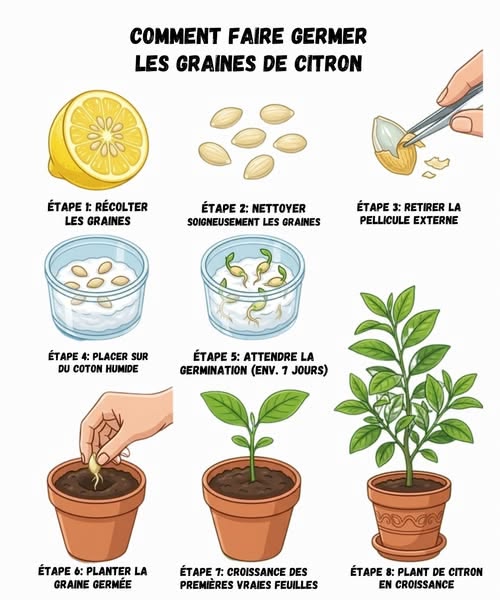 COMMENT FAIRE GERMER
LES GRAINES DE CITRON
ÉTAPE 1: RÉCOLTER
LES GRAINES
ÉTAPE 2: NETTOYER
SOIGNEUSEMENT LES GRAINES
ÉTAPE 3: RETIRER LA
PELLICULE EXTERNE
ÉTAPE 4: PLACER SUR
DU COTON HUMIDE
ÉTAPE 5: ATTENDRE LA
GERMINATION (ENV. 7 JOURS)
ÉTAPE 6: PLANTER LA
GRAINE GERMÉE
ÉTAPE 7: CROISSANCE DES
PREMIÈRES VRAIES FEUILLES
ÉTAPE 8: PLANT DE CITRON
EN CROISSANCE